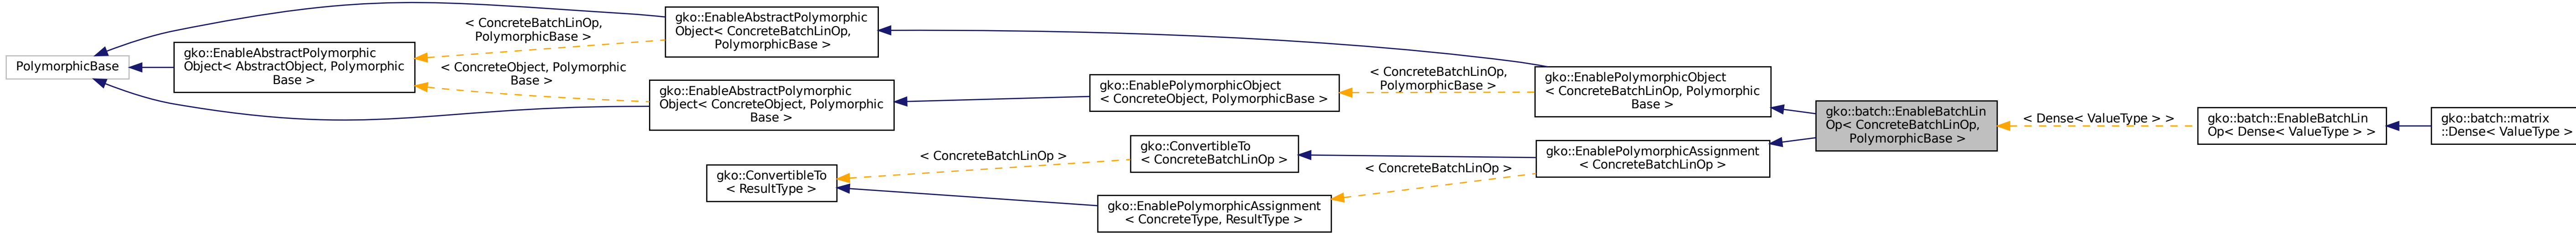 PolymorphicBase
gko::EnableAbstractPolymorphic
Object< AbstractObject, Polymorphic
Base >
< ConcreteBatchLinOp,
PolymorphicBase >
< ConcreteObject, Polymorphic
Base >
gko::EnableAbstractPolymorphic
Object< ConcreteBatchLinOp,
PolymorphicBase >
gko::EnableAbstractPolymorphic
Object< ConcreteObject, Polymorphic
Base >
gko::ConvertibleTo
< ResultType >
< ConcreteBatchLinOp >
gko::EnablePolymorphicObject
< ConcreteObject, PolymorphicBase >
gko::ConvertibleTo
< ConcreteBatchLinOp >
gko::EnablePolymorphicAssignment
< ConcreteType, ResultType >
< ConcreteBatchLinOp,
PolymorphicBase >
< ConcreteBatchLinOp >
gko::EnablePolymorphicObject
< ConcreteBatchLinOp, Polymorphic
Base >
gko::EnablePolymorphicAssignment
< ConcreteBatchLinOp >
gko::batch::EnableBatchLin
Op< ConcreteBatchLinOp,
PolymorphicBase >
< Dense< ValueType > >
gko::batch::EnableBatchLin
Op< Dense< ValueType > >
gko::batch::matrix
::Dense< ValueType >